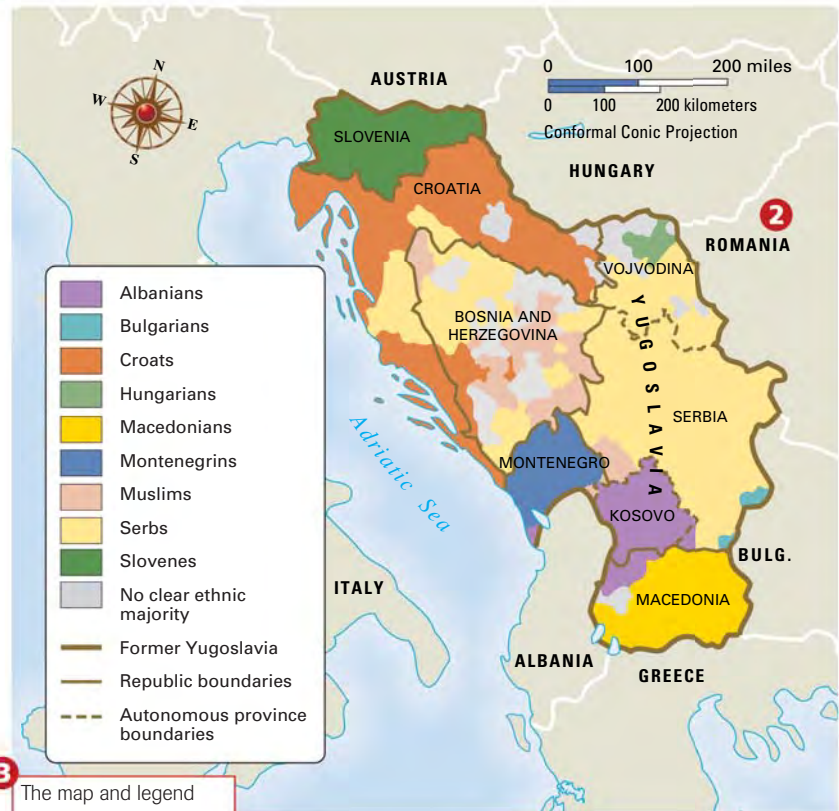 N
W
E
S
0 100 200 miles
0 100 200 kilometers
Conformal Conic Projection
AUSTRIA
HUNGARY
2
ROMANIA
SLOVENIA
CROATIA
VOJVODINA
BOSNIA AND
HERZEGOVINA
YUGOSLAVIA
SERBIA
MONTENEGRO
KOSOVO
BULG.
MACEDONIA
Adriatic Sea
ITALY
ALBANIA
GREECE
Albanians
Bulgarians
Croats
Hungarians
Macedonians
Montenegrins
Muslims
Serbs
Slovenes
No clear ethnic
majority
Former Yugoslavia
Republic boundaries
Autonomous province
boundaries
3
The map and legend